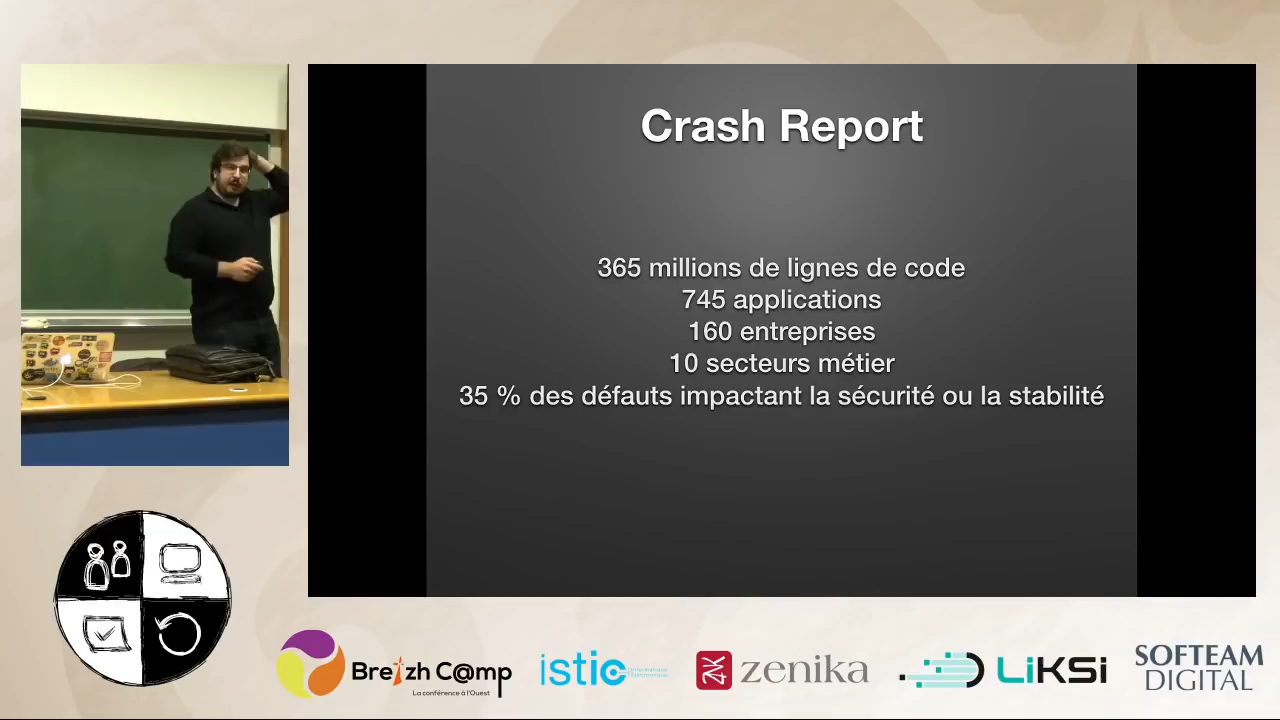 Crash Report
365 millions de lignes de code
745 applications
160 entreprises
10 secteurs métier
35 % des défauts impactant la sécurité ou la stabilité
Breizh C@mp
La conférence à l'Ouest
istic
zenika
LiKSi
SOFTEAM
DIGITAL